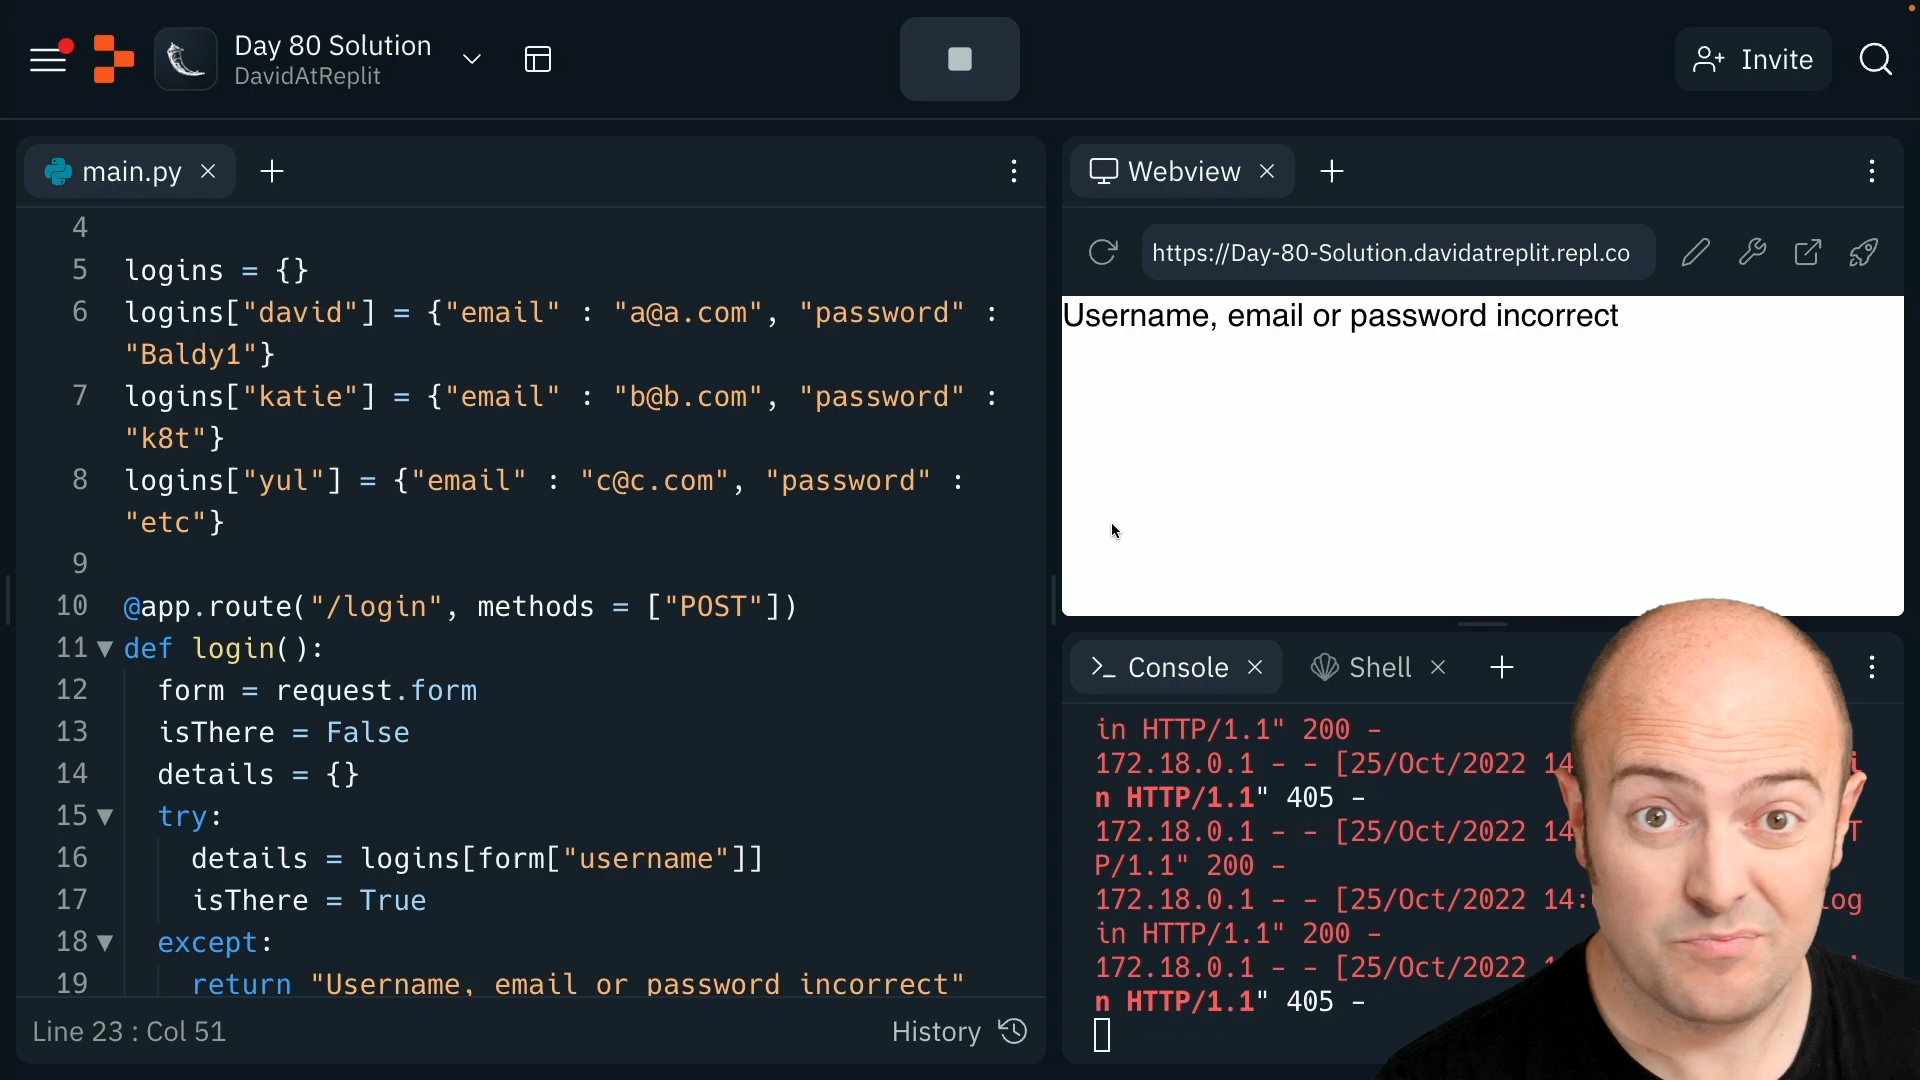 Day 80 Solution
DavidAtReplit
Invite
main.py
4
5 logins = {}
6 logins["david"] = {"email" : "a@a.com", "password" :
"Baldy1"}
7 logins["katie"] = {"email" : "b@b.com", "password" :
"k8t"}
8 logins["yul"] = {"email" : "c@c.com", "password" :
"etc"}
9
10 @app.route("/login", methods = ["POST"])
11 def login():
12 form = request.form
13 isThere = False
14 details = {}
15 try:
16 details = logins[form["username"]]
17 isThere = True
18 except:
19 return "Username, email or password incorrect"
Line 23 : Col 51
History
Webview
https://Day-80-Solution.davidatreplit.repl.co
Username, email or password incorrect
Console
Shell
in HTTP/1.1" 200 -
172.18.0.1 - - [25/Oct/2022 14
n HTTP/1.1" 405 -
172.18.0.1 - - [25/Oct/2022 14 T
P/1.1" 200 -
172.18.0.1 - - [25/Oct/2022 14: log
in HTTP/1.1" 200 -
172.18.0.1 - - [25/Oct/2022
n HTTP/1.1" 405 -